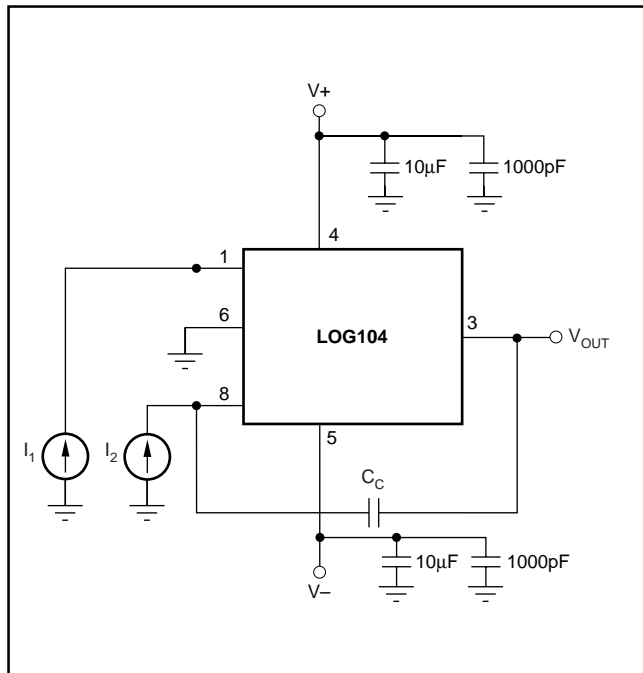 V+
10μF
1000pF
4
1
6
LOG104
3
V_OUT
8
5
I_1
I_2
C_C
10μF
1000pF
V–